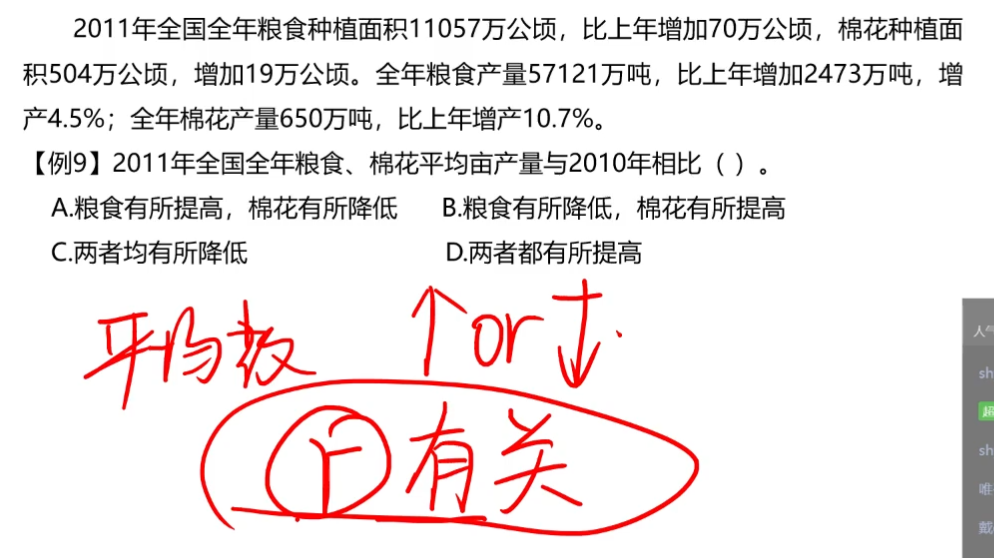 2011年全国全年粮食种植面积11057万公顷，比上年增加70万公顷，棉花种植面
积504万公顷，增加19万公顷。全年粮食产量57121万吨，比上年增加2473万吨，增
产4.5%；全年棉花产量650万吨，比上年增产10.7%。
【例9】2011年全国全年粮食、棉花平均亩产量与2010年相比（ ）。
A.粮食有所提高，棉花有所降低 B.粮食有所降低，棉花有所提高
C.两者均有所降低 D.两者都有所提高
平均数 ↑or↓.
人气
r有关
sh
超
sh
唯
戴